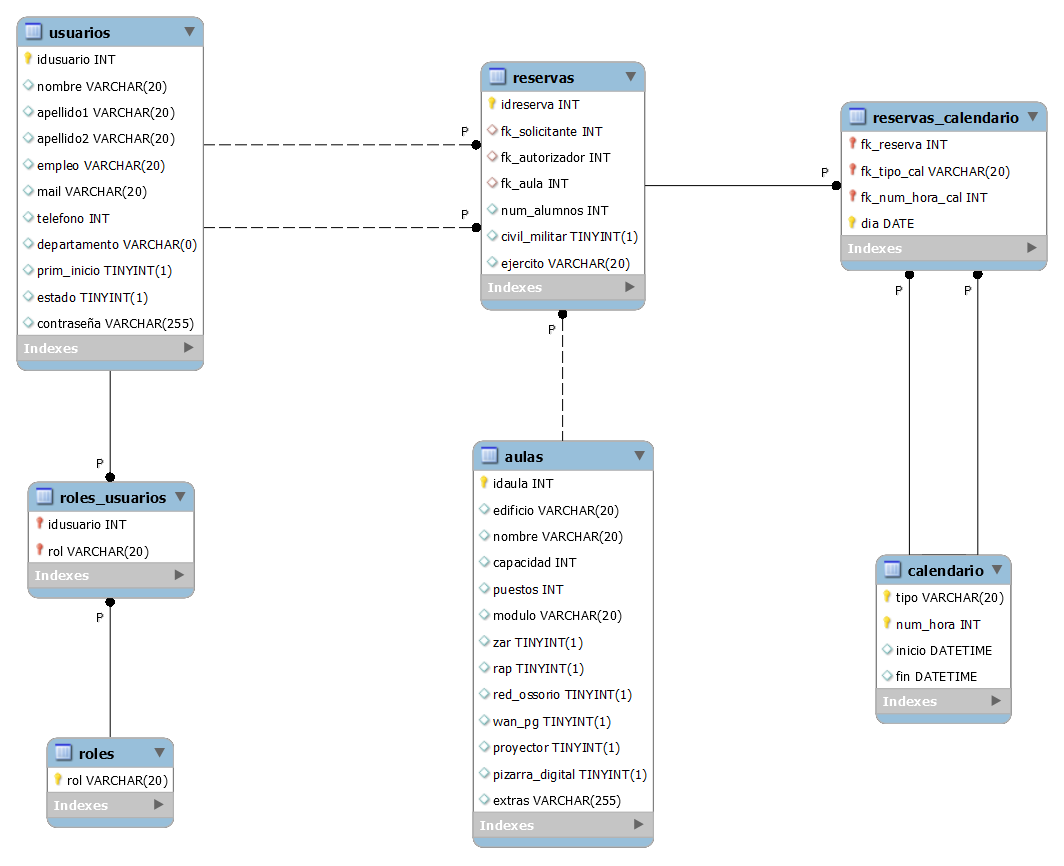 usuarios
idusuario INT
nombre VARCHAR(20)
apellido1 VARCHAR(20)
apellido2 VARCHAR(20)
empleo VARCHAR(20)
mail VARCHAR(20)
telefono INT
departamento VARCHAR(0)
prim_inicio TINYINT(1)
estado TINYINT(1)
contraseña VARCHAR(255)
Indexes
P
P
reservas
idreserva INT
fk_solicitante INT
fk_autorizador INT
fk_aula INT
num_alumnos INT
civil_militar TINYINT(1)
ejercito VARCHAR(20)
Indexes
P
P
reservas_calendario
fk_reserva INT
fk_tipo_cal VARCHAR(20)
fk_num_hora_cal INT
dia DATE
Indexes
P
P
P
roles_usuarios
idusuario INT
rol VARCHAR(20)
Indexes
P
roles
rol VARCHAR(20)
Indexes
aulas
idaula INT
edificio VARCHAR(20)
nombre VARCHAR(20)
capacidad INT
puestos INT
modulo VARCHAR(20)
zar TINYINT(1)
rap TINYINT(1)
red_ossorio TINYINT(1)
wan_pg TINYINT(1)
proyector TINYINT(1)
pizarra_digital TINYINT(1)
extras VARCHAR(255)
Indexes
calendario
tipo VARCHAR(20)
num_hora INT
inicio DATETIME
fin DATETIME
Indexes